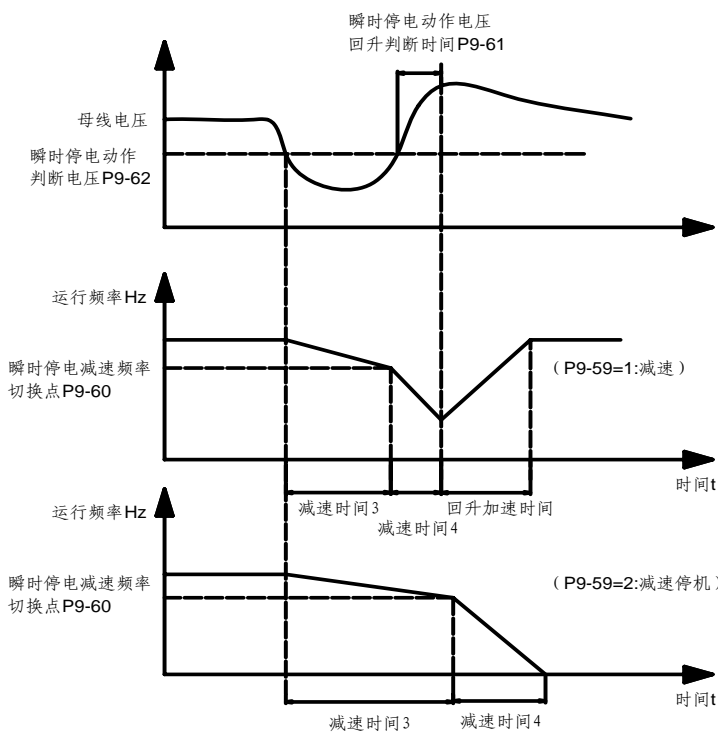 瞬时停电动作电压
回升判断时间P9-61
母线电压
瞬时停电动作
判断电压P9-62
运行频率Hz
瞬时停电减速频率
切换点P9-60
（P9-59=1:减速）
时间t
减速时间3
回升加速时间
减速时间4
运行频率Hz
瞬时停电减速频率
切换点P9-60
（P9-59=2:减速停机）
时间t
减速时间3
减速时间4